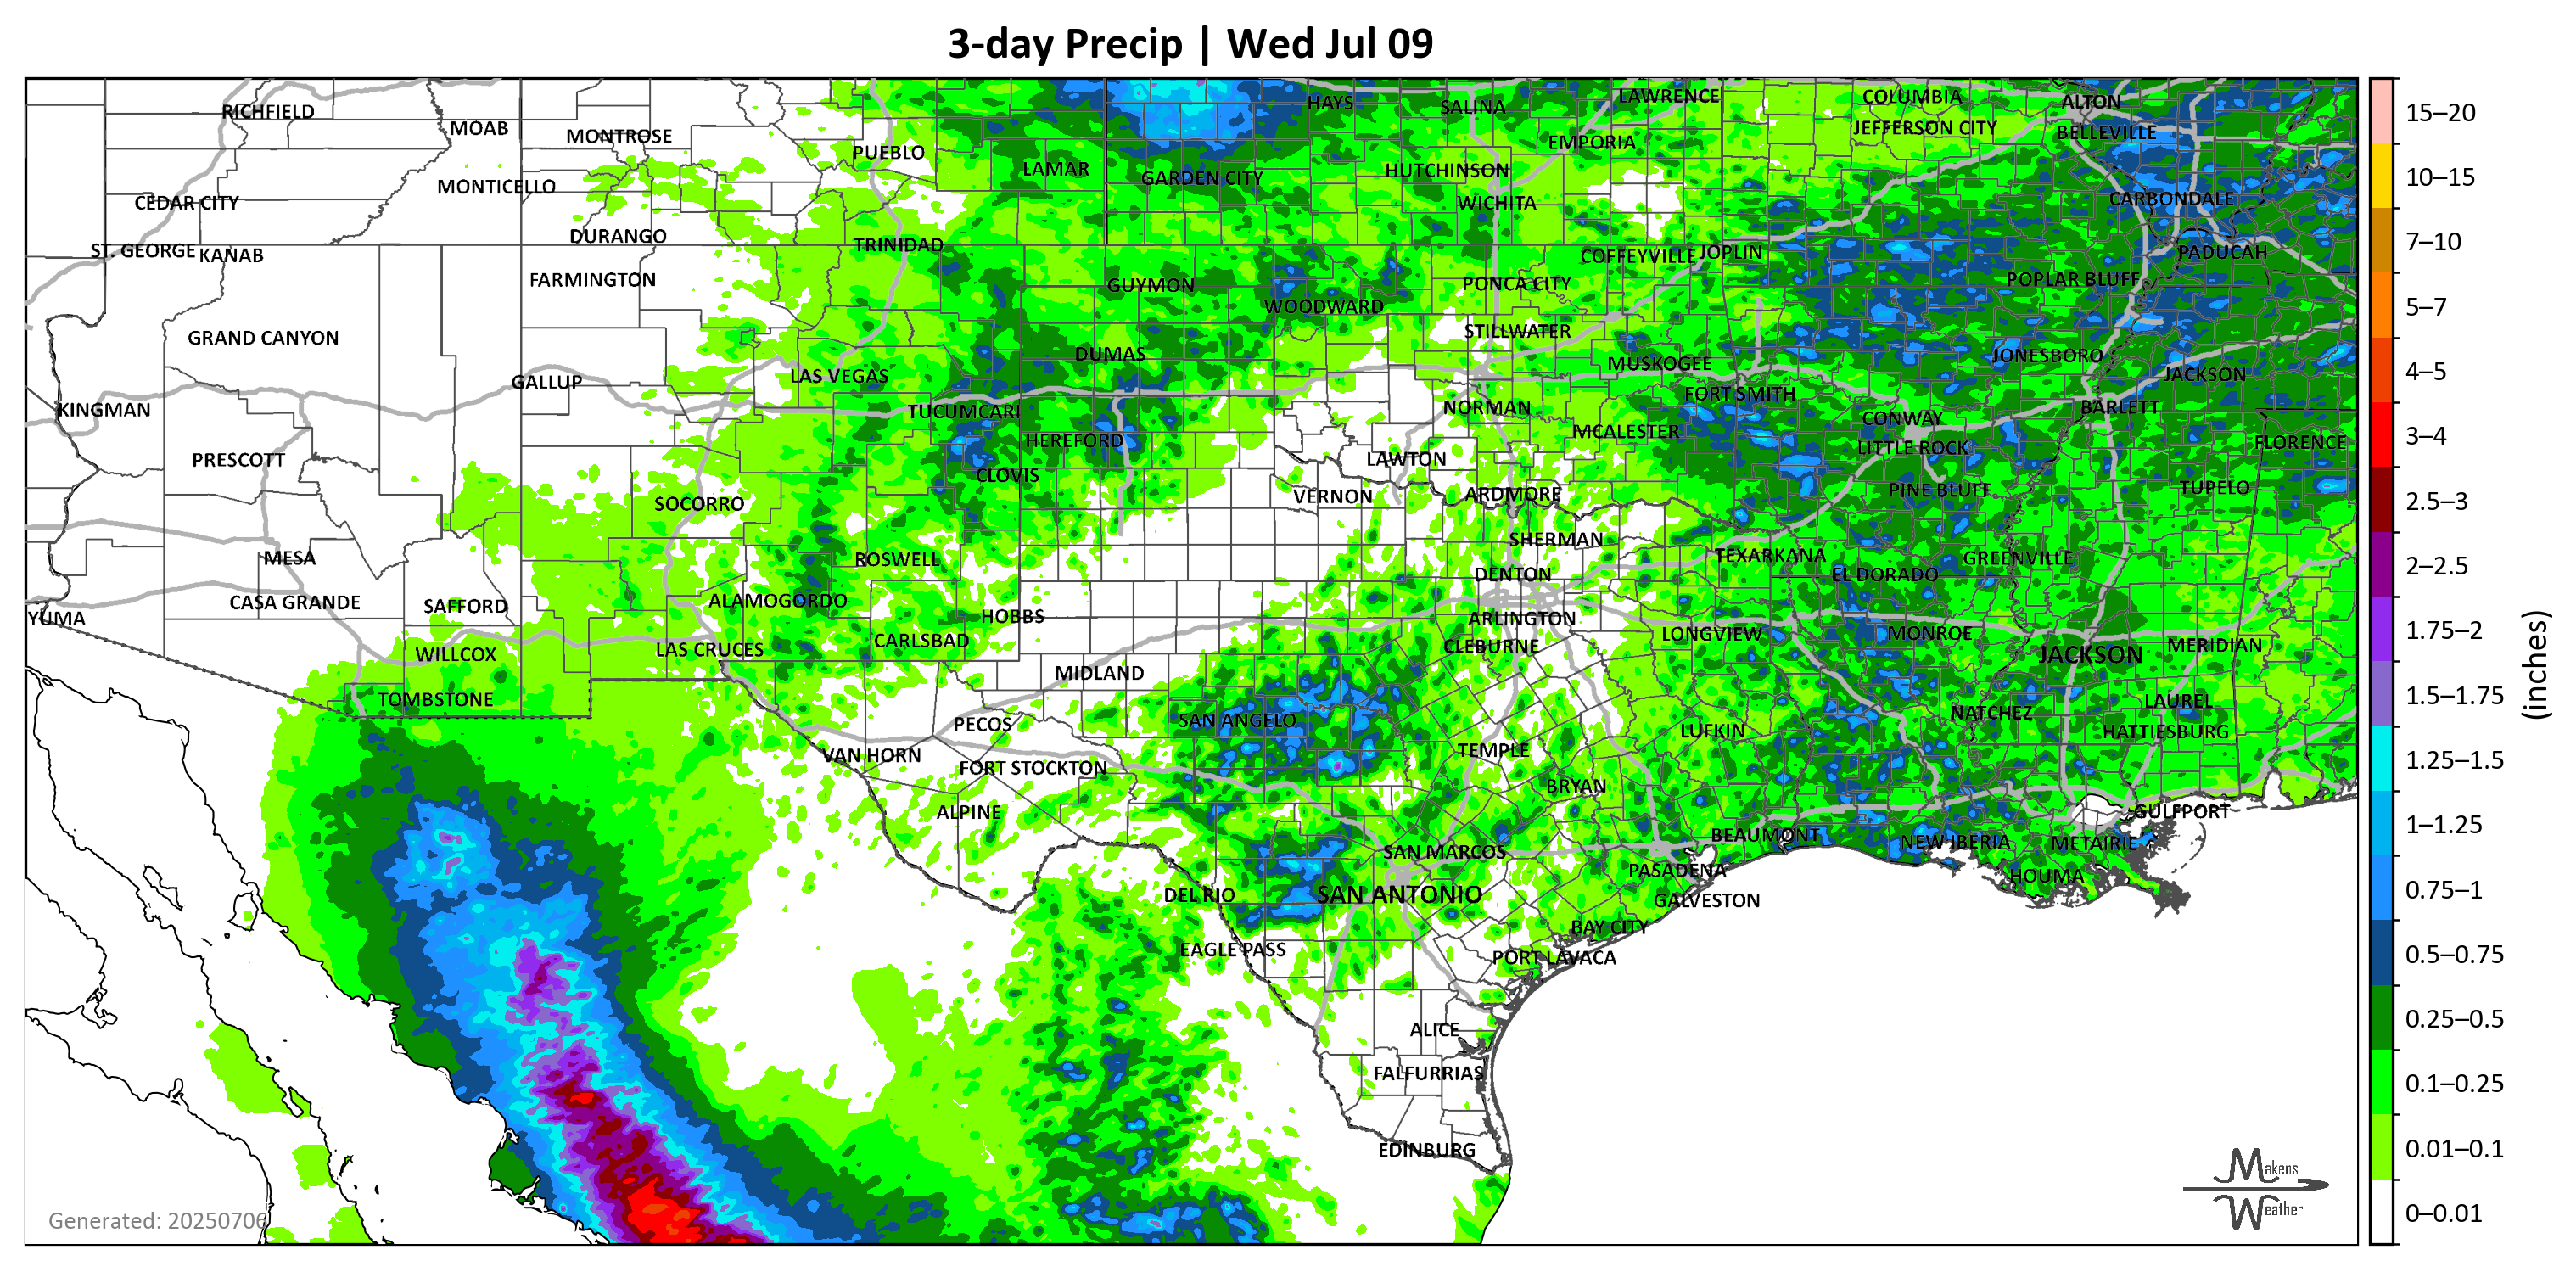 3-day Precip | Wed Jul 09
RICHFIELD
MOAB
MONTROSE
PUEBLO
LAMAR
HAYS
SALINA
LAWRENCE
COLUMBIA
ALTON
JEFFERSON CITY
BELLEVILLE
EMPORIA
GARDEN CITY
HUTCHINSON
MONTICELLO
CEDAR CITY
WICHITA
CARBONDALE
DURANGO
TRINIDAD
ST. GEORGE
KANAB
COFFEYVILLE
JOPLIN
PADUCAH
FARMINGTON
GUYMON
PONCA CITY
POPLAR BLUFF
WOODWARD
GRAND CANYON
STILLWATER
DUMAS
MUSKOGEE
JONESBORO
GALLUP
LAS VEGAS
JACKSON
FORT SMITH
KINGMAN
TUCUMCARI
NORMAN
BARLETT
CONWAY
HEREFORD
MCALESTER
LITTLE ROCK
FLORENCE
PRESCOTT
CLOVIS
LAWTON
SOCORRO
VERNON
ARDMORE
PINE BLUFF
TUPELO
MESA
ROSWELL
SHERMAN
TEXARKANA
GREENVILLE
DENTON
EL DORADO
CASA GRANDE
SAFFORD
ALAMOGORDO
YUMA
HOBBS
ARLINGTON
WILLCOX
LAS CRUCES
CARLSBAD
CLEBURNE
LONGVIEW
MONROE
JACKSON
MERIDIAN
TOMBSTONE
MIDLAND
LAUREL
PECOS
SAN ANGELO
NATCHEZ
VAN HORN
FORT STOCKTON
TEMPLE
LUFKIN
HATTIESBURG
ALPINE
BRYAN
GULFPORT
SAN MARCOS
BEAUMONT
NEW IBERIA
METAIRIE
DEL RIO
SAN ANTONIO
PASADENA
HOUMA
GALVESTON
EAGLE PASS
BAY CITY
PORT LAVACA
ALICE
FALFURRIAS
EDINBURG
Generated: 20250706
Makens
Weather
15–20
10–15
7–10
5–7
4–5
3–4
2.5–3
2–2.5
1.75–2
1.5–1.75
1.25–1.5
1–1.25
0.75–1
0.5–0.75
0.25–0.5
0.1–0.25
0.01–0.1
0–0.01
(inches)